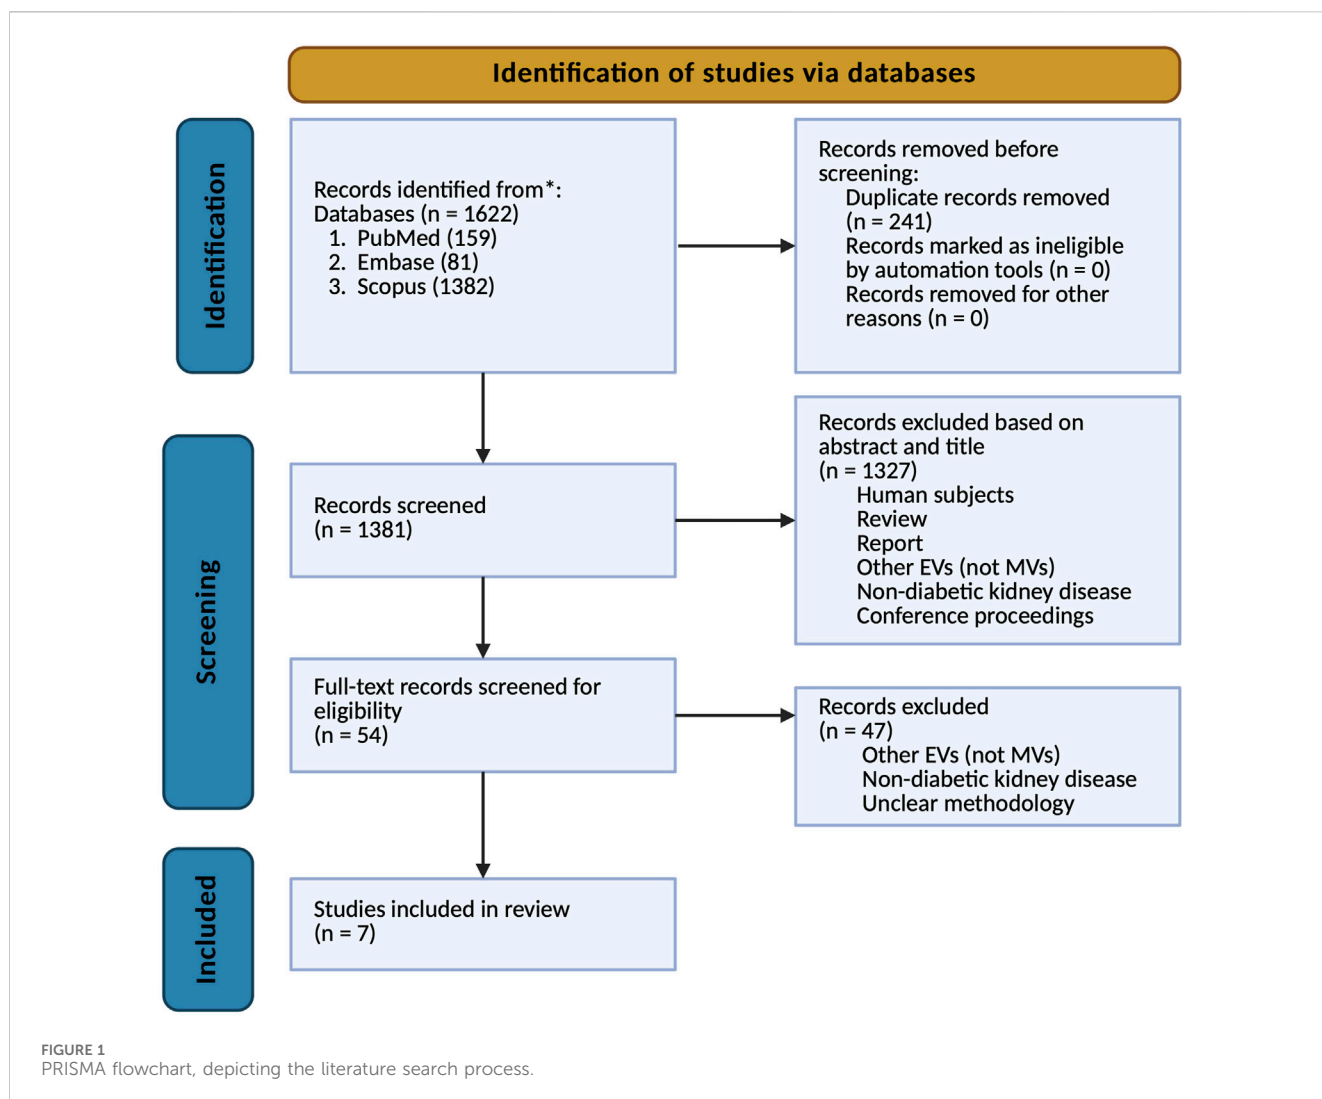 Identification of studies via databases
Identification
Records identified from*:
Databases (n = 1622)
1. PubMed (159)
2. Embase (81)
3. Scopus (1382)
Records removed before
screening:
Duplicate records removed
(n = 241)
Records marked as ineligible
by automation tools (n = 0)
Records removed for other
reasons (n = 0)
Screening
Records screened
(n = 1381)
Records excluded based on
abstract and title
(n = 1327)
Human subjects
Review
Report
Other EVs (not MVs)
Non-diabetic kidney disease
Conference proceedings
Full-text records screened for
eligibility
(n = 54)
Records excluded
(n = 47)
Other EVs (not MVs)
Non-diabetic kidney disease
Unclear methodology
Included
Studies included in review
(n = 7)
FIGURE 1
PRISMA flowchart, depicting the literature search process.